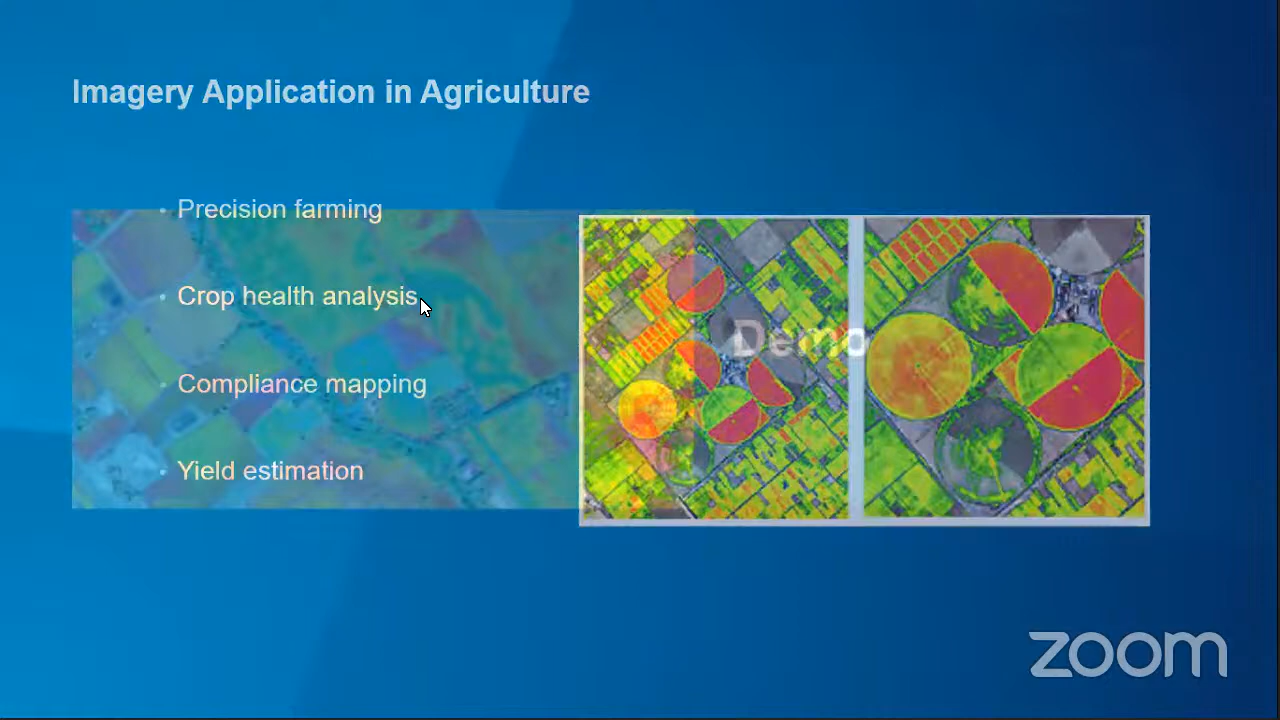 Imagery Application in Agriculture
• Precision farming
• Crop health analysis
• Compliance mapping
• Yield estimation
Demo
zoom